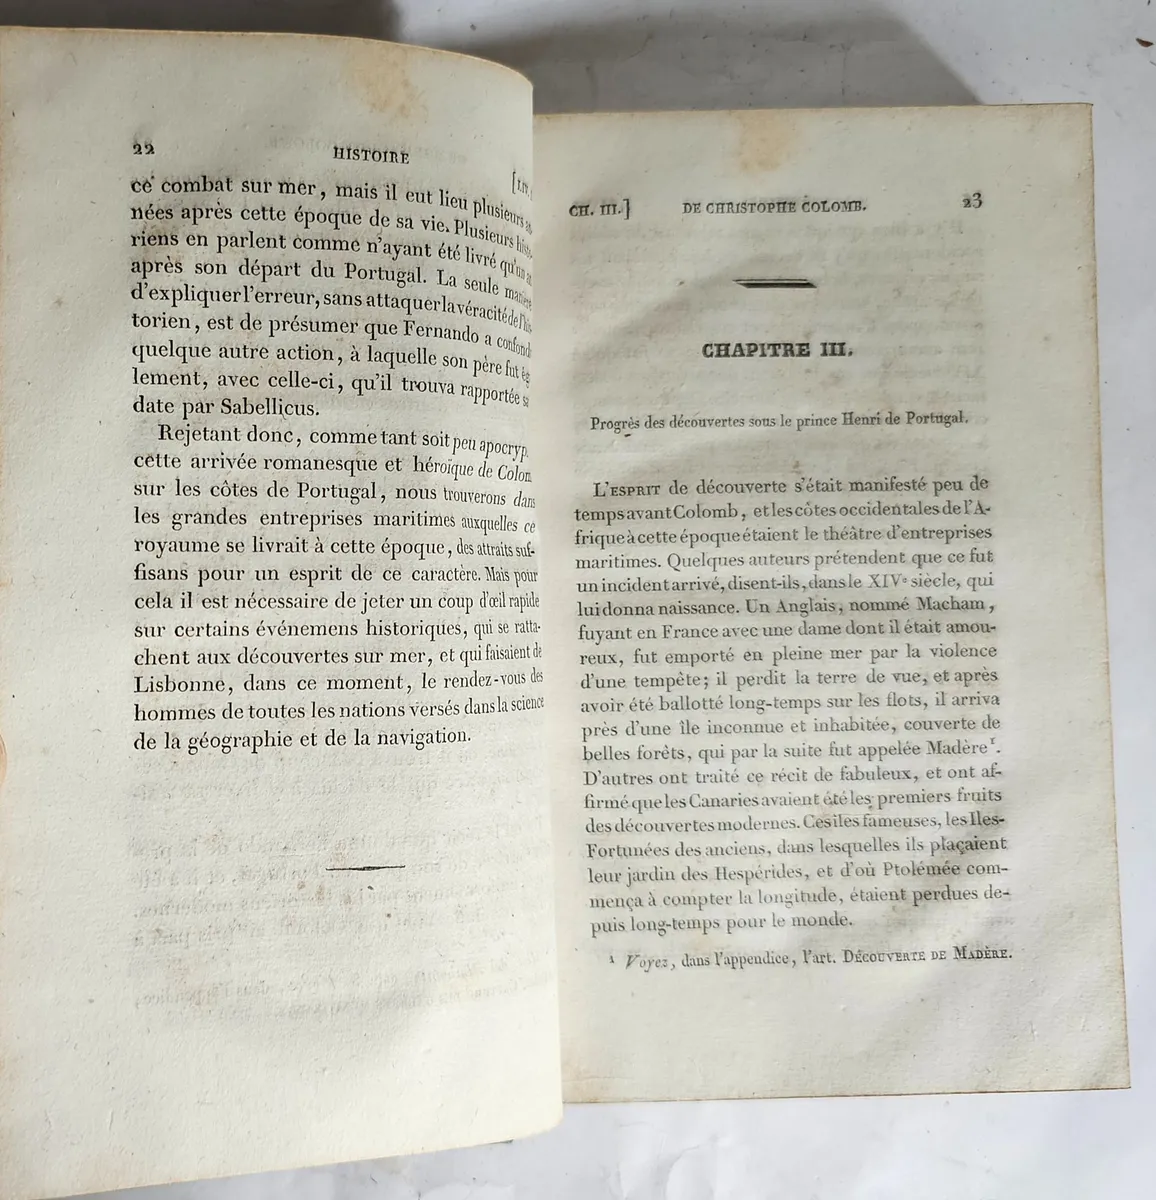 22
HISTOIRE
[LIV.
ce combat sur mer, mais il eut lieu plusieurs an-
nées après cette époque de sa vie. Plusieurs histo-
riens en parlent comme n'ayant été livré qu'un an
après son départ du Portugal. La seule manière
d'expliquer l'erreur, sans attaquer la véracité de l'his-
torien, est de présumer que Fernando a confond
quelque autre action, à laquelle son père fut ég
lement, avec celle-ci, qu'il trouva rapportée
date par Sabellicus.
Rejetant donc, comme tant soit peu apocryp
cette arrivée romanesque et héroïque de Colom
sur les côtes de Portugal, nous trouverons dans
les grandes entreprises maritimes auxquelles ce
royaume se livrait à cette époque, des attraits suf-
fisans pour un esprit de ce caractère. Mais pour
cela il est nécessaire de jeter un coup d'œil rapide
sur certains événemens historiques, qui se ratta-
chent aux découvertes sur mer, et qui faisaient de
Lisbonne, dans ce moment, le rendez-vous des
hommes de toutes les nations versés dans la science
de la géographie et de la navigation.
CH. III.]
DE CHRISTOPHE COLOMB.
23
CHAPITRE III.
Progrès des découvertes sous le prince Henri de Portugal.
L'ESPRIT de découverte s'était manifesté peu de
temps avant Colomb, et les côtes occidentales de l'A-
frique à cette époque étaient le théâtre d'entreprises
maritimes. Quelques auteurs prétendent que ce fut
un incident arrivé, disent-ils, dans le XIVe siècle, qui
lui donna naissance. Un Anglais, nommé Macham,
fuyant en France avec une dame dont il était amou-
reux, fut emporté en pleine mer par la violence
d'une tempête; il perdit la terre de vue, et après
avoir été ballotté long-temps sur les flots, il arriva
près d'une île inconnue et inhabitée, couverte de
belles forêts, qui par la suite fut appelée Madère¹.
D'autres ont traité ce récit de fabuleux, et ont af-
firmé que les Canaries avaient été les premiers fruits
des découvertes modernes. Ces îles fameuses, les Iles-
Fortunées des anciens, dans lesquelles ils plaçaient
leur jardin des Hespérides, et d'où Ptolémée com-
mença à compter la longitude, étaient perdues de-
puis long-temps pour le monde.
¹ Voyez, dans l'appendice, l'art. DÉCOUVERTE DE MADÈRE.